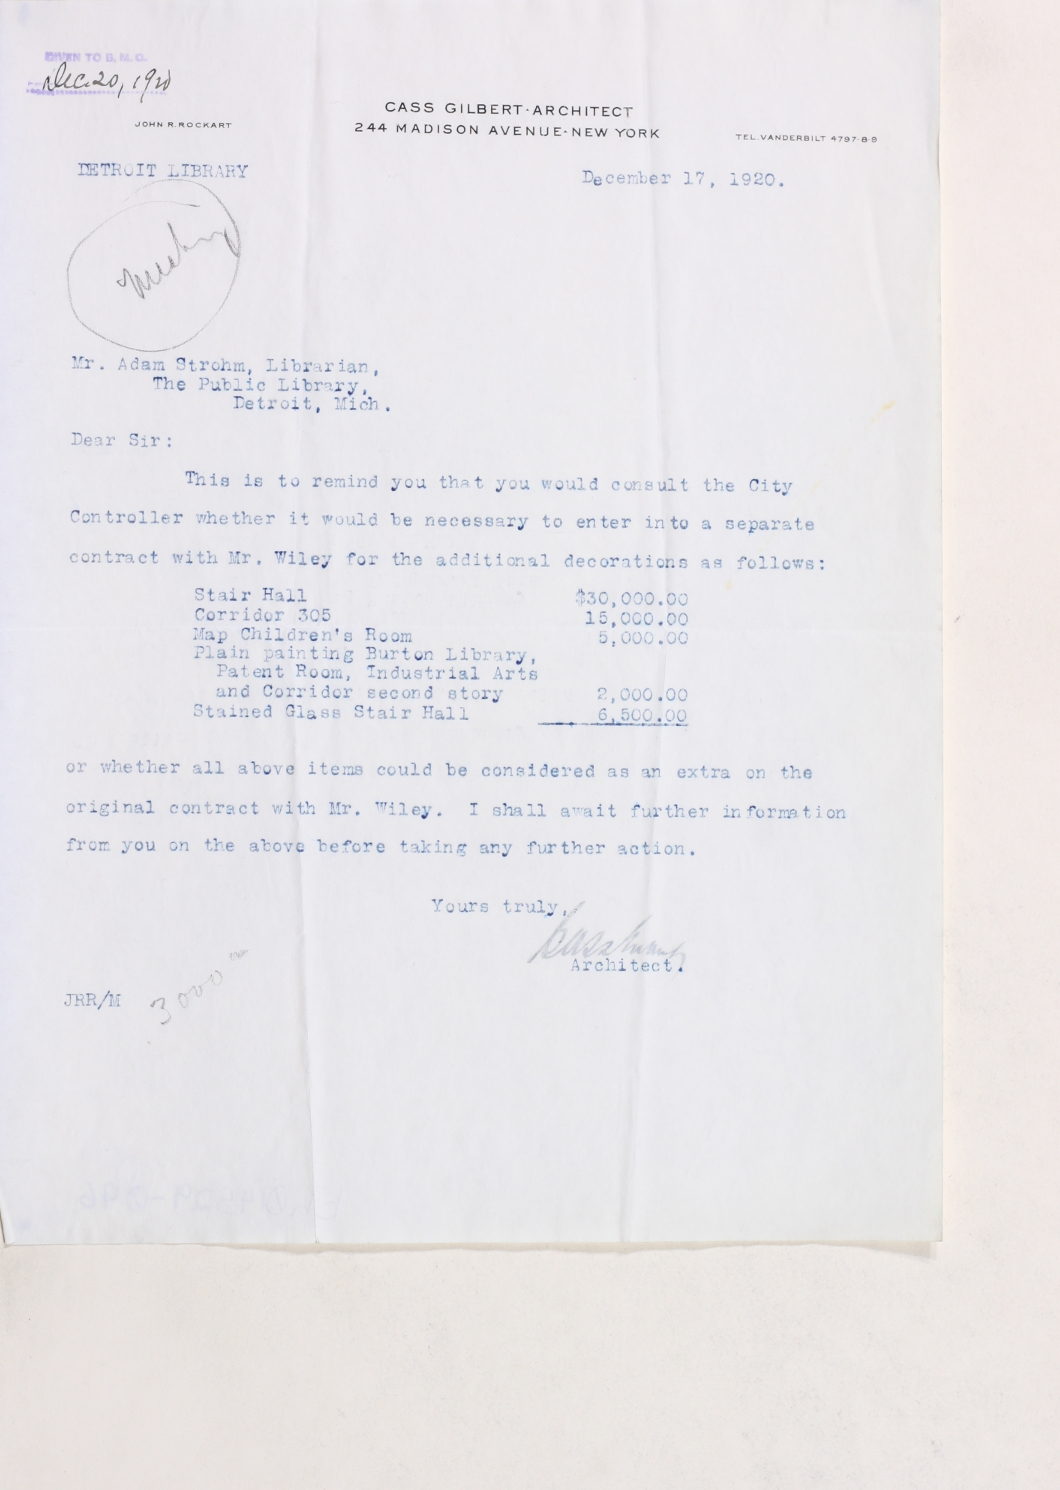 GIVEN TO B. M. C.
Dec. 20, 1920
CASS GILBERT·ARCHITECT
JOHN R. ROCKART
244 MADISON AVENUE·NEW YORK
TEL. VANDERBILT 4797-8-9
DETROIT LIBRARY
December 17, 1920.
Mr. Adam Strohm, Librarian,
The Public Library,
Detroit, Mich.
Dear Sir:
This is to remind you that you would consult the City
Controller whether it would be necessary to enter into a separate
contract with Mr. Wiley for the additional decorations as follows:
Stair Hall $30,000.00
Corridor 305 15,000.00
Map Children's Room 5,000.00
Plain painting Burton Library,
Patent Room, Industrial Arts
and Corridor second story 2,000.00
Stained Glass Stair Hall 6,500.00
or whether all above items could be considered as an extra on the
original contract with Mr. Wiley. I shall await further information
from you on the above before taking any further action.
Yours truly,
Cass Gilbert
Architect.
JRR/M
3000